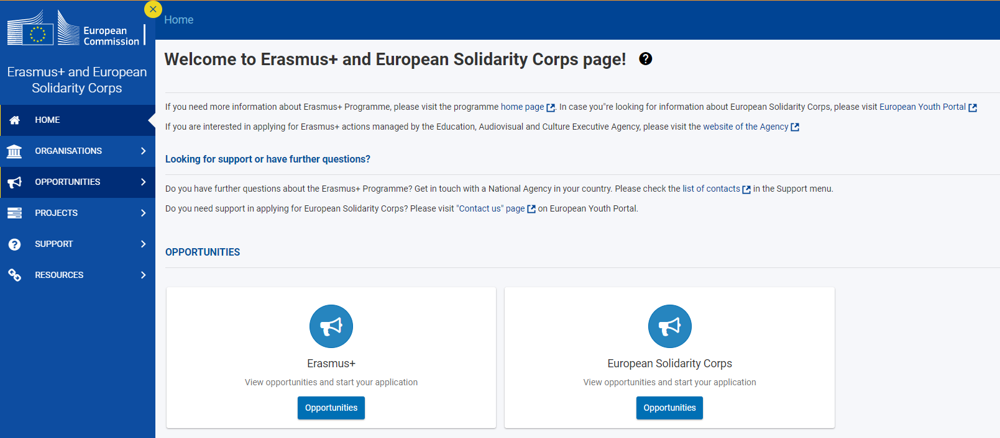 European
Commission
Erasmus+ and European
Solidarity Corps
HOME
ORGANISATIONS
OPPORTUNITIES
PROJECTS
SUPPORT
RESOURCES
Home
Welcome to Erasmus+ and European Solidarity Corps page!
If you need more information about Erasmus+ Programme, please visit the programme home page. In case you"re looking for information about European Solidarity Corps, please visit European Youth Portal
If you are interested in applying for Erasmus+ actions managed by the Education, Audiovisual and Culture Executive Agency, please visit the website of the Agency
Looking for support or have further questions?
Do you have further questions about the Erasmus+ Programme? Get in touch with a National Agency in your country. Please check the list of contacts in the Support menu.
Do you need support in applying for European Solidarity Corps? Please visit "Contact us" page on European Youth Portal.
OPPORTUNITIES
Erasmus+
View opportunities and start your application
Opportunities
European Solidarity Corps
View opportunities and start your application
Opportunities